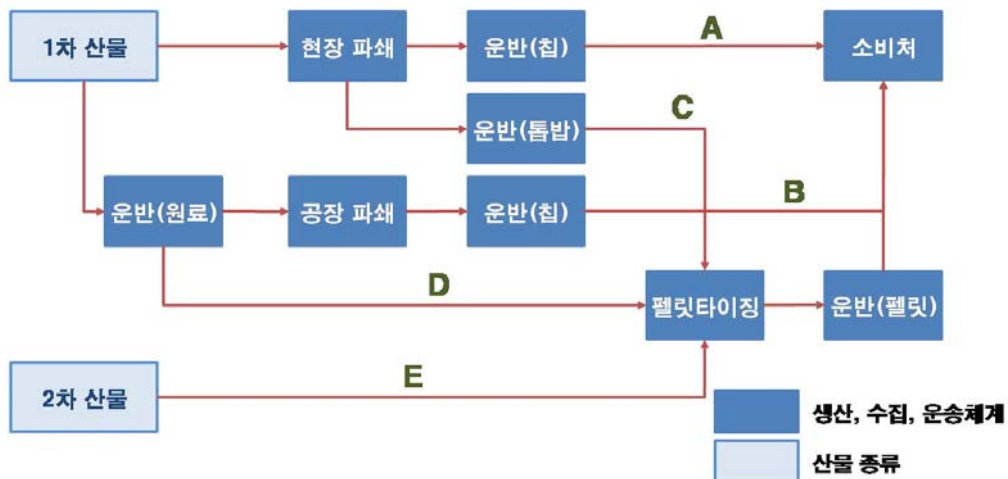 1차 산물
현장 파쇄
운반(칩)
A
소비처
운반(톱밥)
C
운반(원료)
공장 파쇄
운반(칩)
B
D
펠릿타이징
운반(펠릿)
2차 산물
E
생산, 수집, 운송체계
산물 종류